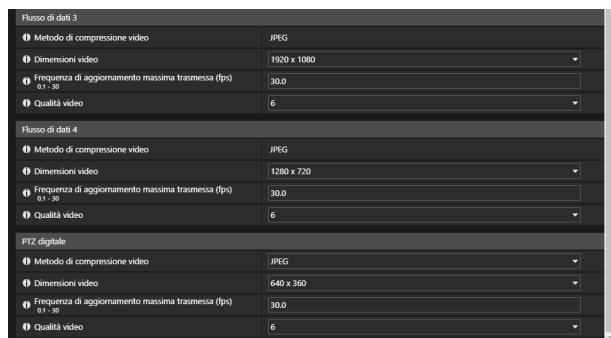 Flusso di dati 3
Metodo di compressione video JPEG
Dimensioni video 1920 x 1080
Frequenza di aggiornamento massima trasmessa (fps) 30.0
0.1 - 30
Qualità video 6
Flusso di dati 4
Metodo di compressione video JPEG
Dimensioni video 1280 x 720
Frequenza di aggiornamento massima trasmessa (fps) 30.0
0.1 - 30
Qualità video 6
PTZ digitale
Metodo di compressione video JPEG
Dimensioni video 640 x 360
Frequenza di aggiornamento massima trasmessa (fps) 30.0
0.1 - 30
Qualità video 6